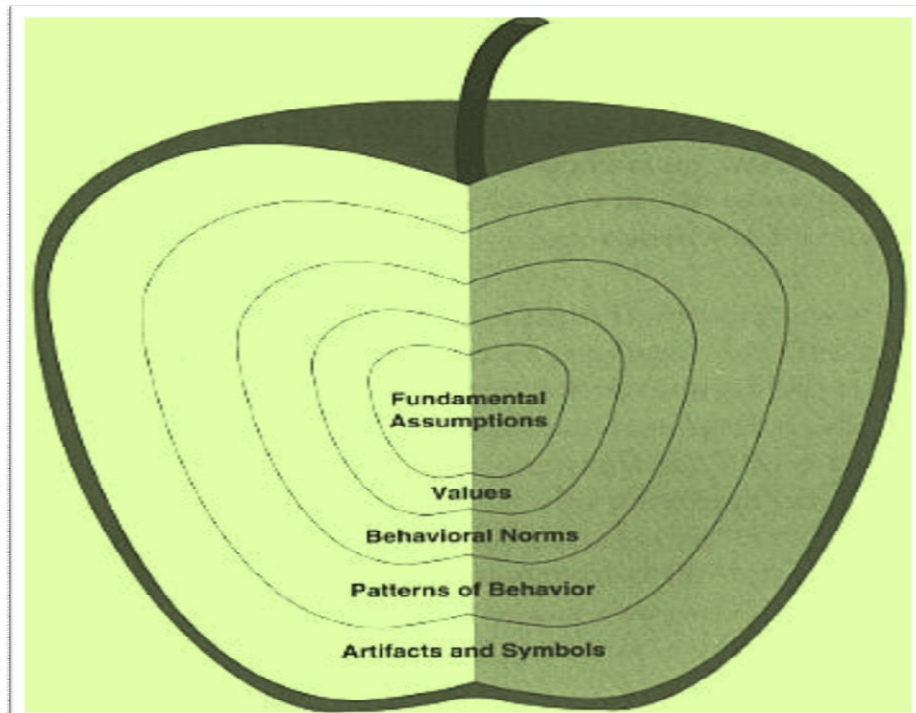 Fundamental
Assumptions
Values
Behavioral Norms
Patterns of Behavior
Artifacts and Symbols